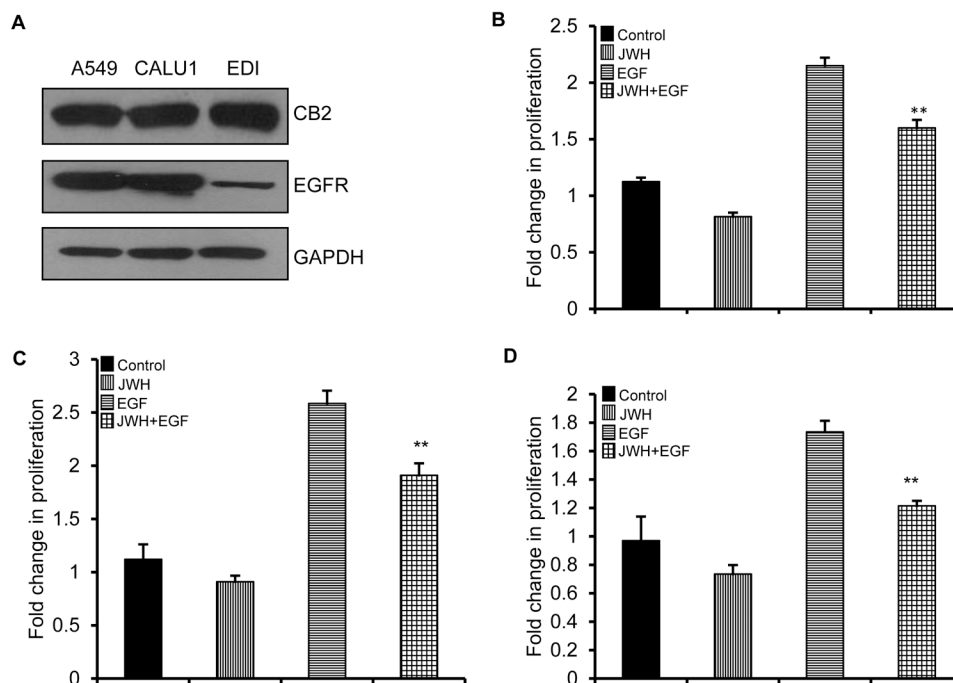 A
A549 CALU1 EDI
CB2
EGFR
GAPDH
B
Fold change in proliferation
2.5
2
1.5
1
0.5
0
Control
JWH
EGF
JWH+EGF
**
C
Fold change in proliferation
3
2.5
2
1.5
1
0.5
0
Control
JWH
EGF
JWH+EGF
**
D
Fold change in proliferation
2
1.8
1.6
1.4
1.2
1
0.8
0.6
0.4
0.2
0
Control
JWH
EGF
JWH+EGF
**